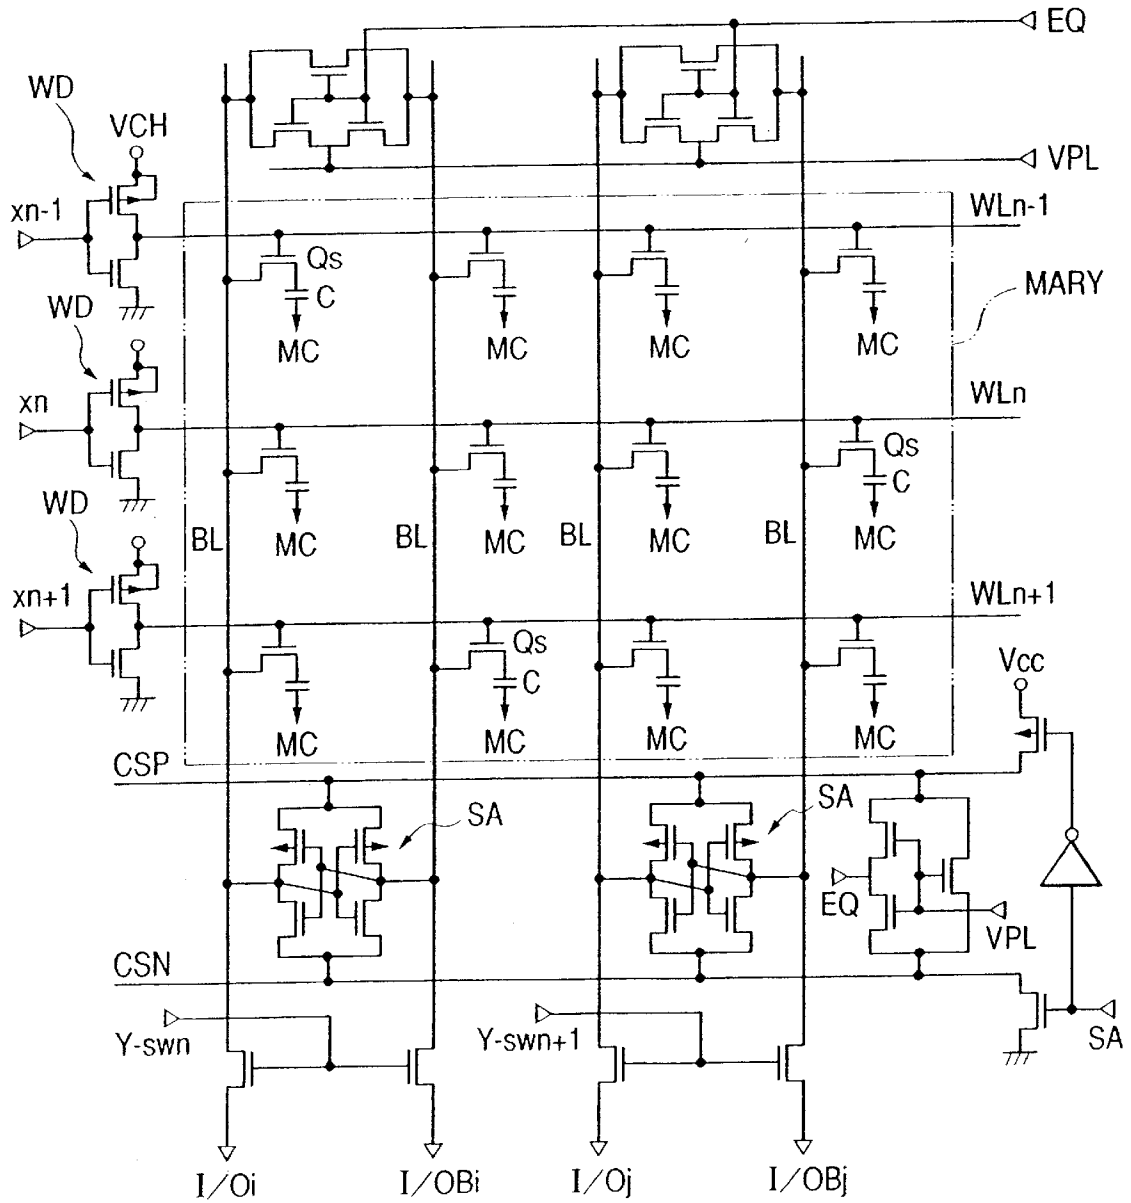 EQ
WD
VCH
VPL
xn-1
WLn-1
Qs
C
MARY
WD
MC
MC
MC
MC
xn
WLn
Qs
C
WD
BL
MC
BL
MC
BL
MC
BL
MC
xn+1
WLn+1
Qs
C
Vcc
MC
MC
MC
MC
CSP
SA
SA
EQ
VPL
CSN
Y-swn
Y-swn+1
SA
I/Oi
I/OBi
I/Oj
I/OBj